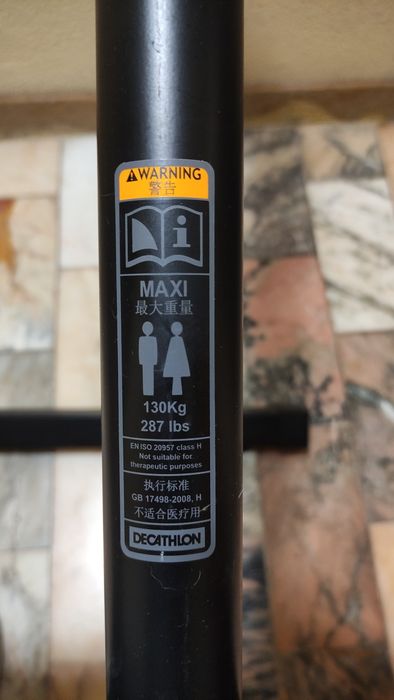 WARNING
警告
i
MAXI
最大重量
130Kg
287 lbs
EN ISO 20957 class H
Not suitable for
therapeutic purposes
执行标准
GB 17498-2008, H
不适合医疗用
DECATHLON